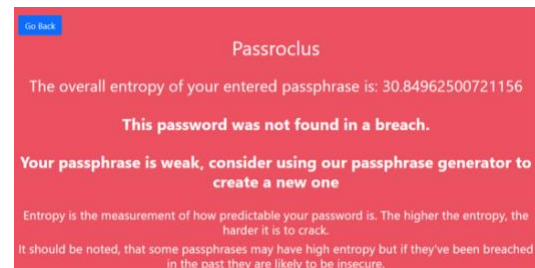 Go Back
Passroclus
The overall entropy of your entered passphrase is: 30.84962500721156
This password was not found in a breach.
Your passphrase is weak, consider using our passphrase generator to
create a new one
Entropy is the measurement of how predictable your password is. The higher the entropy, the
harder it is to crack.
It should be noted, that some passphrases may have high entropy but if they've been breached
in the past they are likely to be insecure.